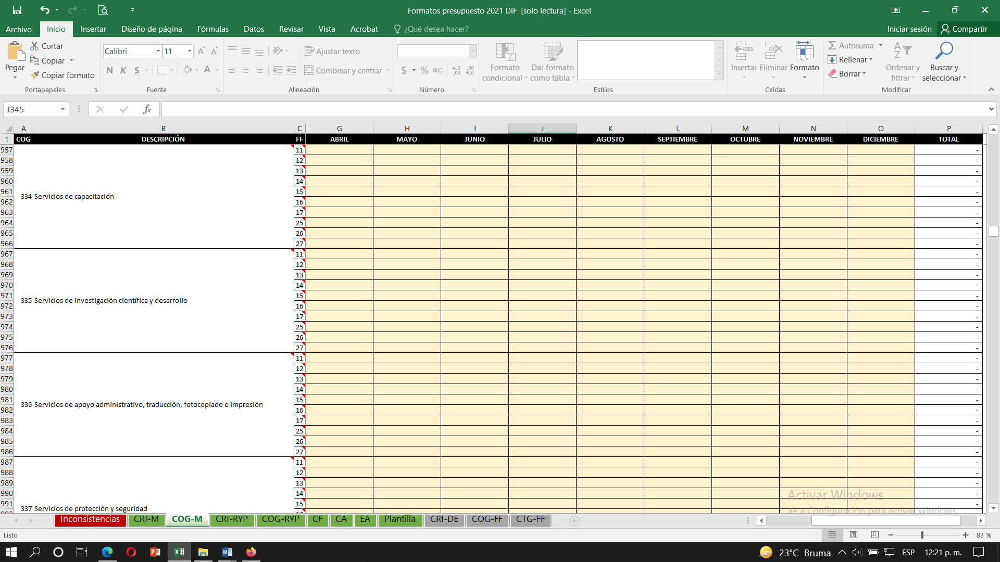 Formatos presupuesto 2021 DIF [solo lectura] - Excel
Archivo Inicio Insertar Diseño de página Fórmulas Datos Revisar Vista Acrobat ¿Qué desea hacer? Iniciar sesión Compartir
Pegar Cortar Copiar Copiar formato
Portapapeles
Calibri 11
N K S A
Fuente
Ajustar texto
Combinar y centrar
Alineación
$ % 000
Número
Formato condicional
Dar formato como tabla
Estilos
Insertar Eliminar Formato
Celdas
Autosuma
Rellenar
Borrar
Ordenar y filtrar
Buscar y seleccionar
Modificar
J345 fx
A B C G H I J K L M N O P
1 COG DESCRIPCIÓN FF ABRIL MAYO JUNIO JULIO AGOSTO SEPTIEMBRE OCTUBRE NOVIEMBRE DICIEMBRE TOTAL
957 11 -
958 12 -
959 13 -
960 14 -
961 15 -
334 Servicios de capacitación
962 16 -
963 17 -
964 25 -
965 26 -
966 27 -
967 11 -
968 12 -
969 13 -
970 14 -
971 15 -
335 Servicios de investigación científica y desarrollo
972 16 -
973 17 -
974 25 -
975 26 -
976 27 -
977 11 -
978 12 -
979 13 -
980 14 -
981 15 -
336 Servicios de apoyo administrativo, traducción, fotocopiado e impresión
982 16 -
983 17 -
984 25 -
985 26 -
986 27 -
987 11 -
988 12 -
989 13 -
990 14 -
991 15 -
337 Servicios de protección y seguridad
Activar Windows
Ve a Configuración para activar Windows.
Inconsistencias CRI-M COG-M CRI-RYP COG-RYP CF CA EA Plantilla CRI-DE COG-FF CTG-FF
Listo 83 %
23°C Bruma ESP 12:21 p. m.